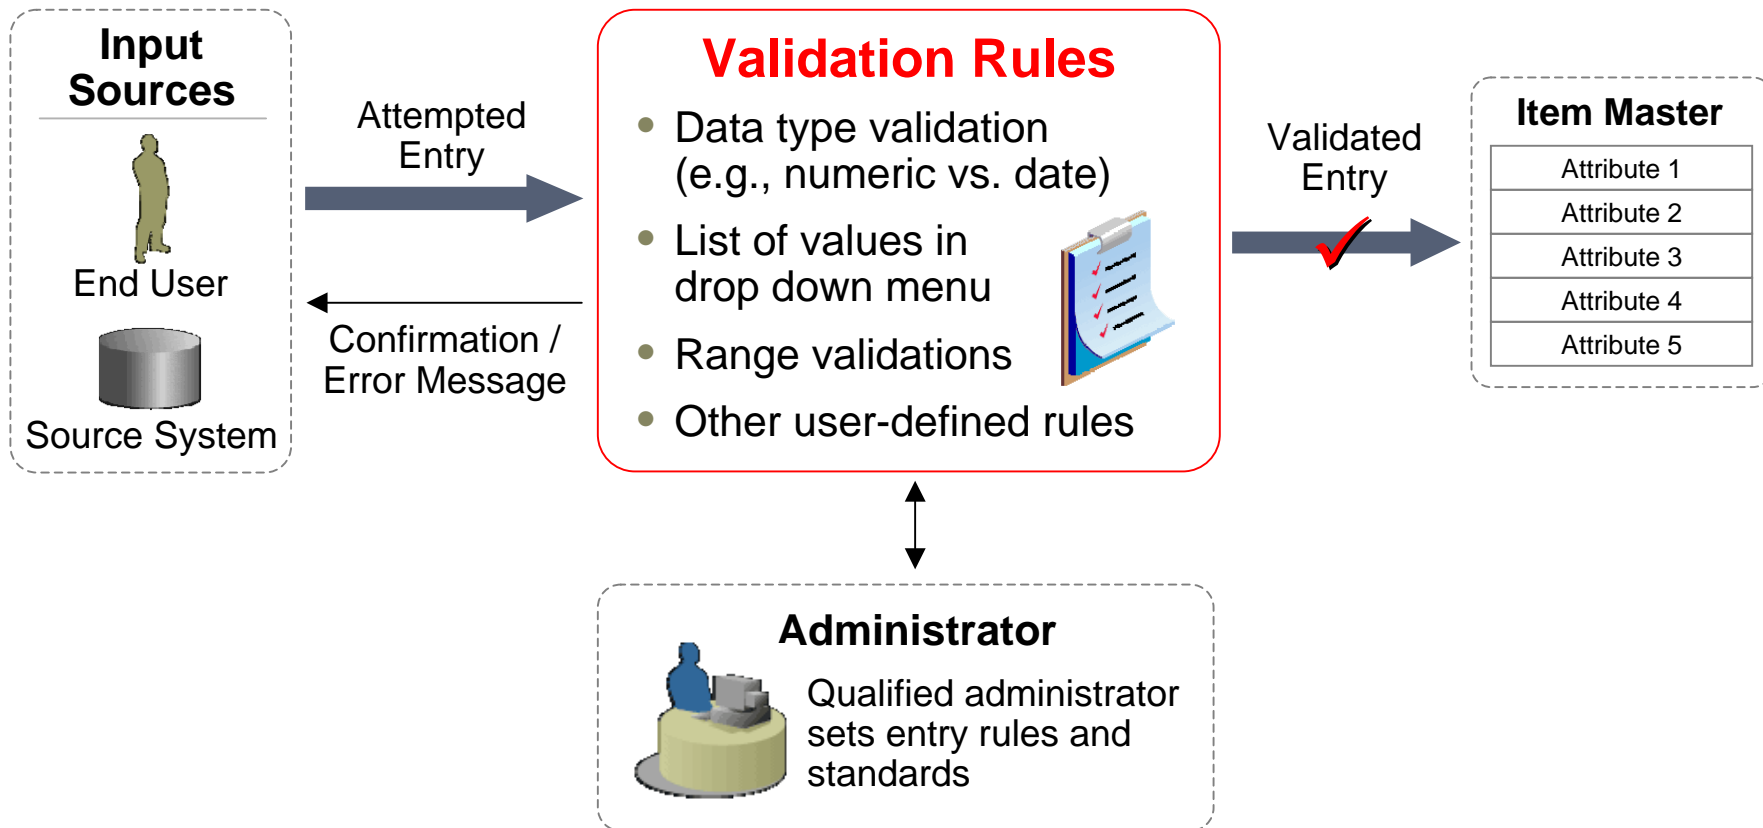 Input
Sources
End User
Source System
Attempted
Entry
Confirmation /
Error Message
Validation Rules
• Data type validation
(e.g., numeric vs. date)
• List of values in
drop down menu
• Range validations
• Other user-defined rules
Validated
Entry
Item Master
Attribute 1
Attribute 2
Attribute 3
Attribute 4
Attribute 5
Administrator
Qualified administrator
sets entry rules and
standards